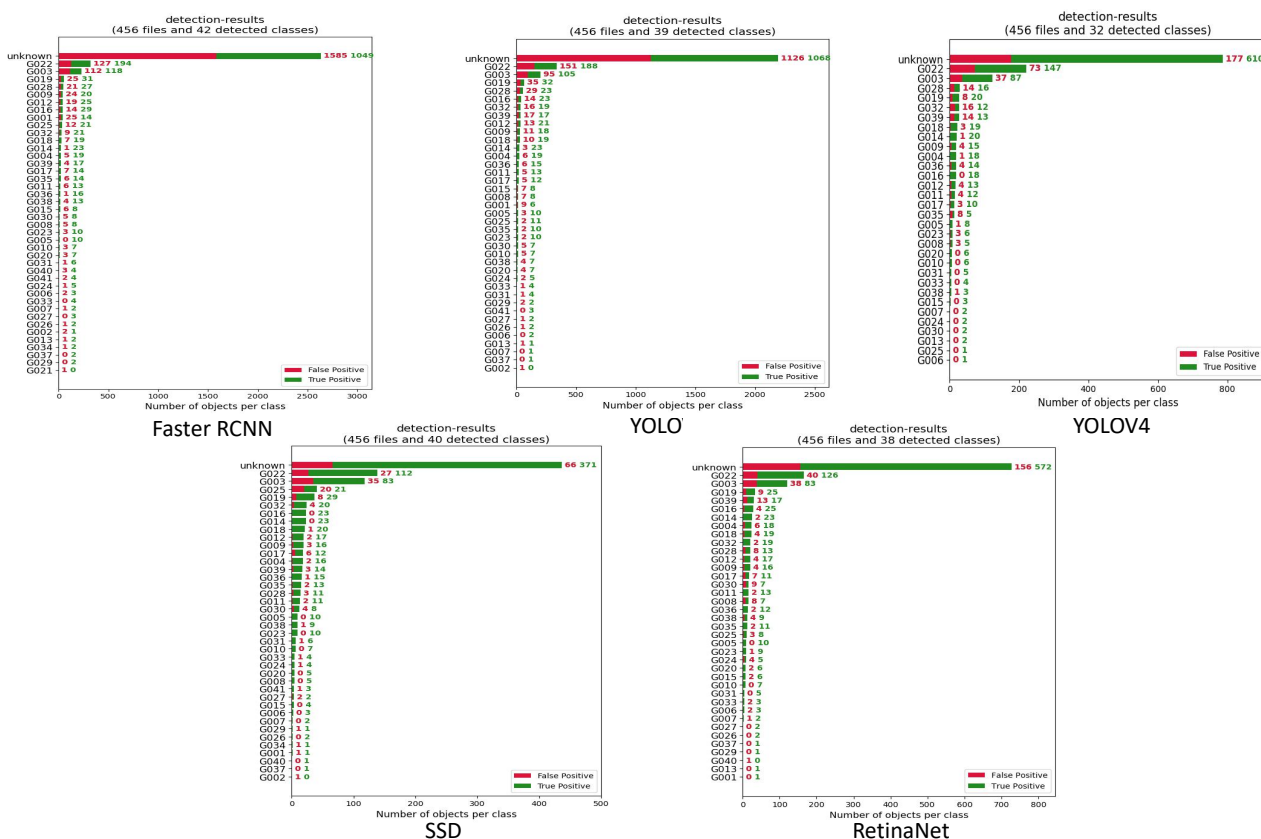 detection-results
(456 files and 42 detected classes)
unknown 1585 1049
G022 127 194
G003 112 118
G019 25 31
G028 21 27
G009 24 20
G012 19 25
G016 14 29
G001 25 14
G025 12 21
G032 9 21
G018 7 19
G014 1 23
G004 5 19
G039 4 17
G017 7 14
G035 6 14
G011 6 13
G036 1 16
G038 4 13
G015 6 8
G030 5 8
G008 5 8
G023 3 10
G005 0 10
G010 3 7
G020 3 7
G031 1 6
G040 3 4
G041 2 4
G024 1 5
G006 2 3
G033 0 4
G007 1 2
G027 0 3
G026 1 2
G002 2 1
G013 1 2
G034 1 2
G037 0 2
G029 0 2
G021 1 0
False Positive
True Positive
0 500 1000 1500 2000 2500 3000
Number of objects per class
Faster RCNN
detection-results
(456 files and 39 detected classes)
unknown 1126 1068
G022 151 188
G003 95 105
G019 35 32
G028 29 23
G016 14 23
G032 16 19
G039 17 17
G012 13 21
G009 11 18
G018 10 19
G014 3 23
G004 6 19
G036 6 15
G011 5 13
G017 5 12
G015 7 8
G008 7 8
G001 9 6
G005 3 10
G025 2 11
G035 2 10
G023 2 10
G030 5 7
G010 5 7
G038 4 7
G020 4 7
G024 2 5
G033 1 4
G031 1 4
G029 2 2
G041 0 3
G027 1 2
G026 1 2
G006 0 2
G013 1 1
G007 0 1
G037 0 1
G002 1 0
False Positive
True Positive
0 500 1000 1500 2000 2500
Number of objects per class
YOLO
detection-results
(456 files and 32 detected classes)
unknown 177 610
G022 73 147
G003 37 87
G028 14 16
G019 8 20
G032 16 12
G039 14 13
G018 3 19
G014 1 20
G009 4 15
G004 1 18
G036 4 14
G016 0 18
G012 4 13
G011 4 12
G017 3 10
G035 8 5
G005 1 8
G023 3 6
G008 3 5
G020 0 6
G010 0 6
G031 0 5
G033 0 4
G038 1 3
G015 0 3
G007 0 2
G024 0 2
G030 0 2
G013 0 2
G025 0 1
G006 0 1
False Positive
True Positive
0 200 400 600 800
Number of objects per class
YOLOV4
detection-results
(456 files and 40 detected classes)
unknown 66 371
G022 27 112
G003 35 83
G025 20 21
G019 8 29
G032 4 20
G016 0 23
G014 0 23
G018 1 20
G012 2 17
G009 3 16
G017 6 12
G004 2 16
G039 3 14
G036 1 15
G035 2 13
G028 3 11
G011 2 11
G030 4 8
G005 0 10
G038 1 9
G023 0 10
G031 1 6
G010 0 7
G033 1 4
G024 1 4
G020 0 5
G008 0 5
G041 1 3
G027 2 2
G015 0 4
G006 0 3
G007 0 2
G029 1 1
G026 0 2
G034 1 1
G001 1 1
G040 0 1
G037 0 1
G002 1 0
False Positive
True Positive
0 100 200 300 400 500
Number of objects per class
SSD
detection-results
(456 files and 38 detected classes)
unknown 156 572
G022 40 126
G003 38 83
G019 9 25
G039 13 17
G016 4 25
G014 2 23
G004 6 18
G018 4 19
G032 2 19
G028 8 13
G012 4 17
G009 4 16
G017 7 11
G030 9 7
G011 2 13
G008 8 7
G036 2 12
G038 4 9
G035 2 11
G025 3 8
G005 0 10
G023 1 9
G024 4 5
G020 2 6
G015 2 6
G010 0 7
G031 0 5
G033 2 3
G006 2 3
G007 1 2
G027 0 2
G026 0 2
G037 0 1
G029 0 1
G040 1 0
G013 0 1
G001 0 1
False Positive
True Positive
0 100 200 300 400 500 600 700 800
Number of objects per class
RetinaNet